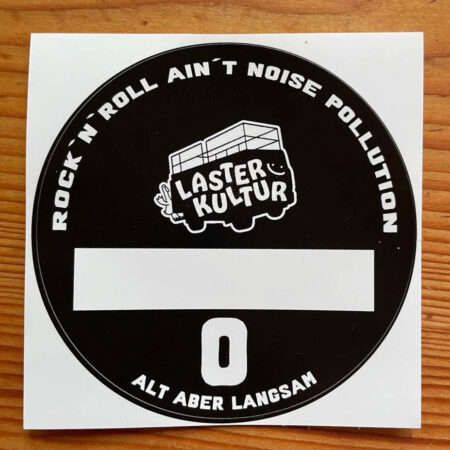 ROCK`N`ROLL AIN´T NOISE POLLUTION
LASTER
KULTUR
0
ALT ABER LANGSAM